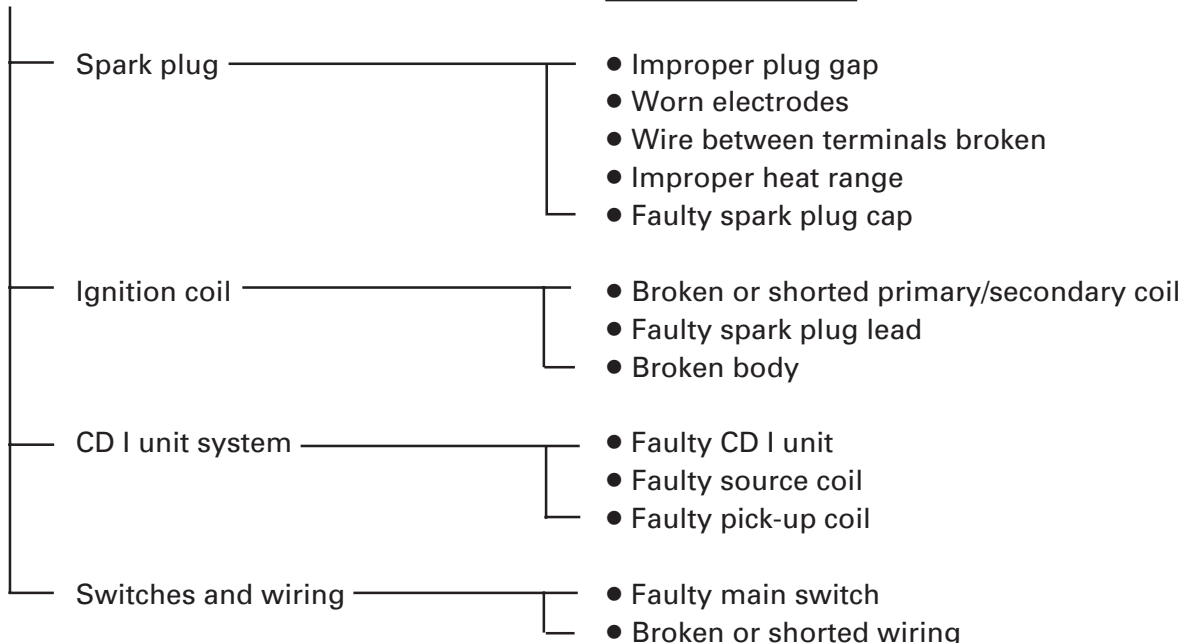 Spark plug
● Improper plug gap
● Worn electrodes
● Wire between terminals broken
● Improper heat range
● Faulty spark plug cap
Ignition coil
● Broken or shorted primary/secondary coil
● Faulty spark plug lead
● Broken body
CD I unit system
● Faulty CD I unit
● Faulty source coil
● Faulty pick-up coil
Switches and wiring
● Faulty main switch
● Broken or shorted wiring